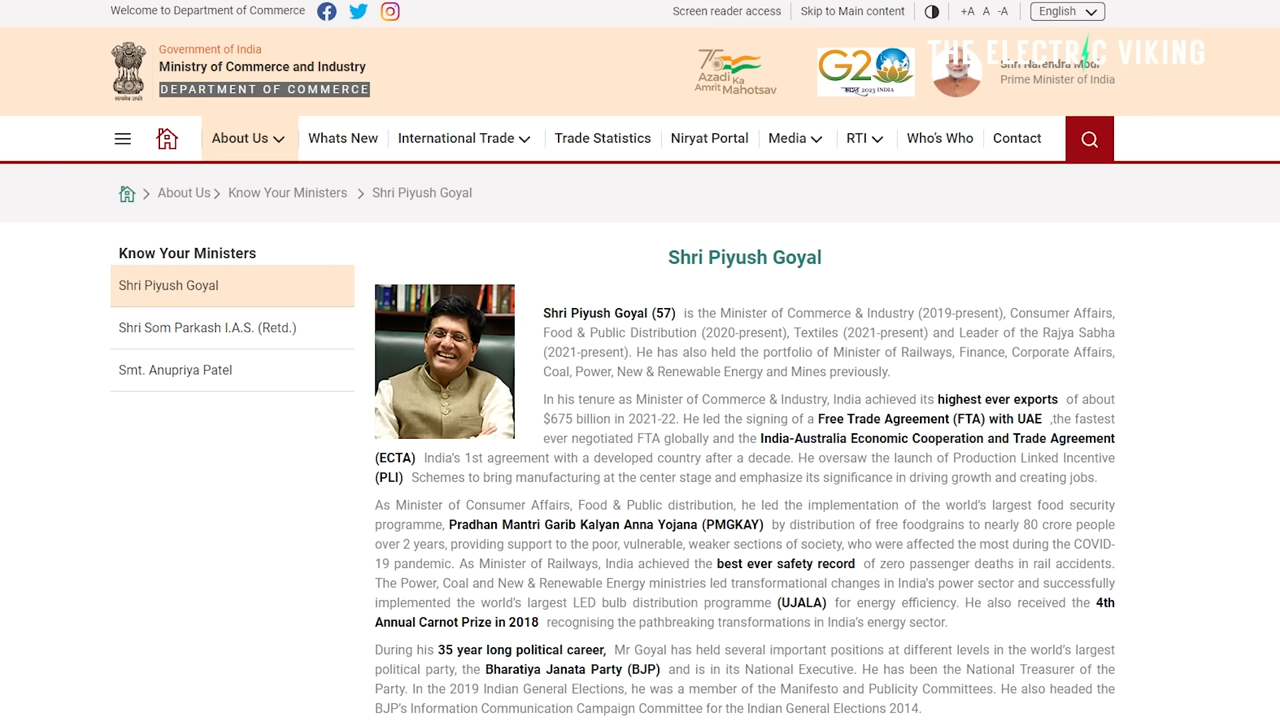 Welcome to Department of Commerce
Screen reader access
Skip to Main content
+A A -A
English
Government of India
Ministry of Commerce and Industry
DEPARTMENT OF COMMERCE
सत्यमेव जयते
75
Azadi Ka
Amrit Mahotsav
G20
भारत 2023 INDIA
THE ELECTRIC VIKING
Shri Narendra Modi
Prime Minister of India
About Us
Whats New
International Trade
Trade Statistics
Niryat Portal
Media
RTI
Who's Who
Contact
About Us
Know Your Ministers
Shri Piyush Goyal
Know Your Ministers
Shri Piyush Goyal
Shri Som Parkash I.A.S. (Retd.)
Smt. Anupriya Patel
Shri Piyush Goyal
Shri Piyush Goyal (57) is the Minister of Commerce & Industry (2019-present), Consumer Affairs,
Food & Public Distribution (2020-present), Textiles (2021-present) and Leader of the Rajya Sabha
(2021-present). He has also held the portfolio of Minister of Railways, Finance, Corporate Affairs,
Coal, Power, New & Renewable Energy and Mines previously.
In his tenure as Minister of Commerce & Industry, India achieved its highest ever exports of about
$675 billion in 2021-22. He led the signing of a Free Trade Agreement (FTA) with UAE ,the fastest
ever negotiated FTA globally and the India-Australia Economic Cooperation and Trade Agreement
(ECTA) India's 1st agreement with a developed country after a decade. He oversaw the launch of Production Linked Incentive
(PLI) Schemes to bring manufacturing at the center stage and emphasize its significance in driving growth and creating jobs.
As Minister of Consumer Affairs, Food & Public distribution, he led the implementation of the world's largest food security
programme, Pradhan Mantri Garib Kalyan Anna Yojana (PMGKAY) by distribution of free foodgrains to nearly 80 crore people
over 2 years, providing support to the poor, vulnerable, weaker sections of society, who were affected the most during the COVID-
19 pandemic. As Minister of Railways, India achieved the best ever safety record of zero passenger deaths in rail accidents.
The Power, Coal and New & Renewable Energy ministries led transformational changes in India's power sector and successfully
implemented the world's largest LED bulb distribution programme (UJALA) for energy efficiency. He also received the 4th
Annual Carnot Prize in 2018 recognising the pathbreaking transformations in India's energy sector.
During his 35 year long political career, Mr Goyal has held several important positions at different levels in the world's largest
political party, the Bharatiya Janata Party (BJP) and is in its National Executive. He has been the National Treasurer of the
Party. In the 2019 Indian General Elections, he was a member of the Manifesto and Publicity Committees. He also headed the
BJP's Information Communication Campaign Committee for the Indian General Elections 2014.